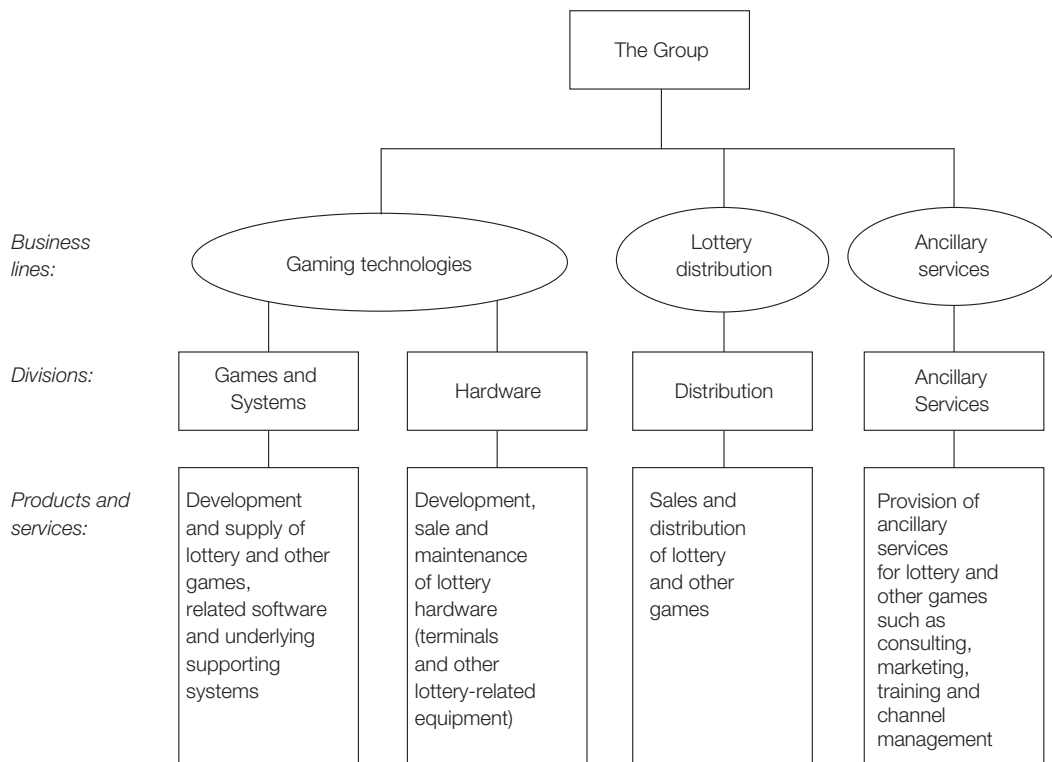 The Group
Business
lines:
Gaming technologies
Lottery
distribution
Ancillary
services
Divisions:
Games and
Systems
Hardware
Distribution
Ancillary
Services
Products and
services:
Development
and supply of
lottery and other
games,
related software
and underlying
supporting
systems
Development,
sale and
maintenance
of lottery
hardware
(terminals
and other
lottery-related
equipment)
Sales and
distribution
of lottery
and other
games
Provision of
ancillary
services
for lottery and
other games
such as
consulting,
marketing,
training and
channel
management